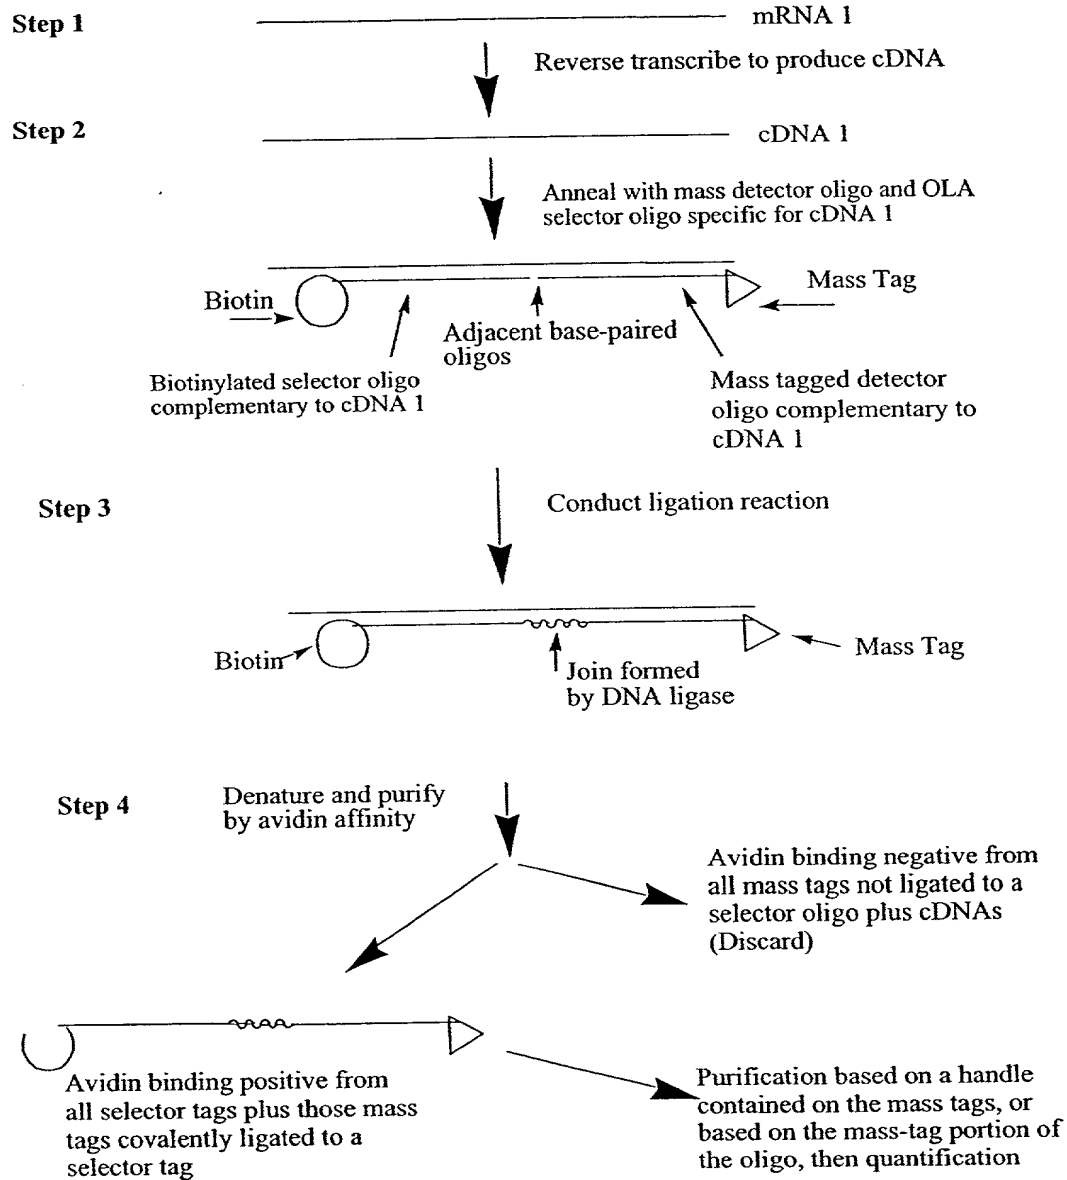 Step 1
mRNA 1
Reverse transcribe to produce cDNA
Step 2
cDNA 1
Anneal with mass detector oligo and OLA
selector oligo specific for cDNA 1
Biotin
Mass Tag
Adjacent base-paired
oligos
Biotinylated selector oligo
complementary to cDNA 1
Mass tagged detector
oligo complementary to
cDNA 1
Step 3
Conduct ligation reaction
Biotin
Mass Tag
Join formed
by DNA ligase
Step 4
Denature and purify
by avidin affinity
Avidin binding negative from
all mass tags not ligated to a
selector oligo plus cDNAs
(Discard)
Avidin binding positive from
all selector tags plus those mass
tags covalently ligated to a
selector tag
Purification based on a handle
contained on the mass tags, or
based on the mass-tag portion of
the oligo, then quantification